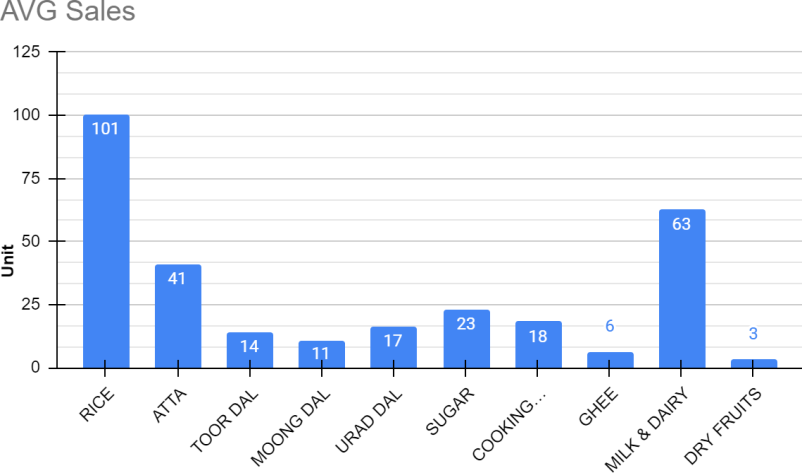 AVG Sales
125
100
75
50
25
0
Unit
101
41
14
11
17
23
18
6
63
3
RICE
ATTA
TOOR DAL
MOONG DAL
URAD DAL
SUGAR
COOKING...
GHEE
MILK & DAIRY
DRY FRUITS